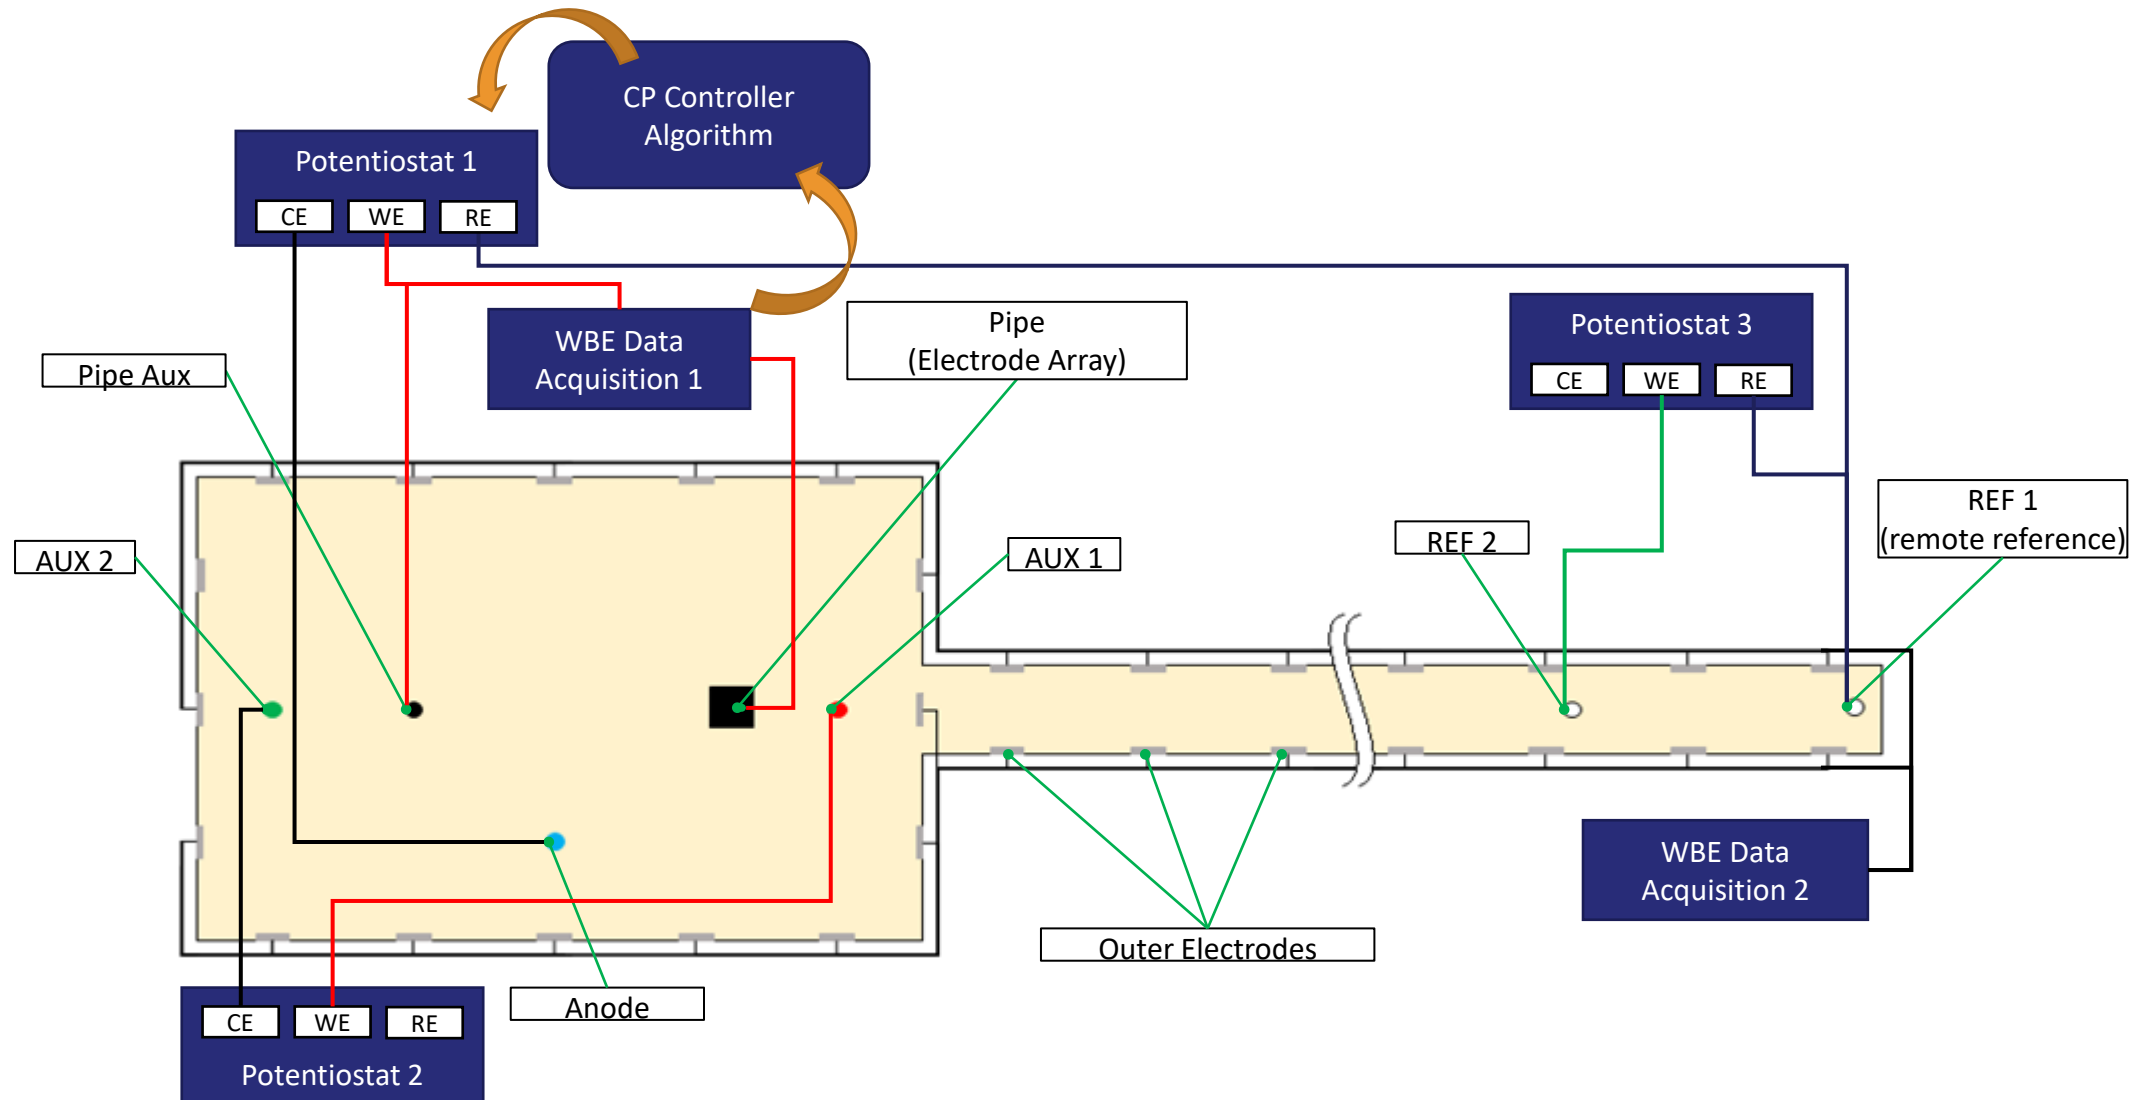 CP Controller
Algorithm
Potentiostat 1
CE
WE
RE
WBE Data
Acquisition 1
Pipe
(Electrode Array)
Potentiostat 3
CE
WE
RE
Pipe Aux
AUX 2
AUX 1
REF 2
REF 1
(remote reference)
WBE Data
Acquisition 2
Outer Electrodes
Anode
CE
WE
RE
Potentiostat 2